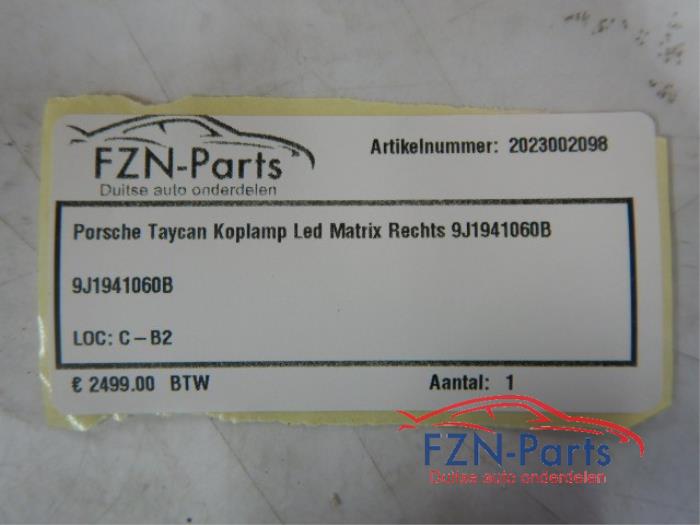 FZN-Parts
Duitse auto onderdelen
Artikelnummer: 2023002098
Porsche Taycan Koplamp Led Matrix Rechts 9J1941060B
9J1941060B
LOC: C - B2
€ 2499.00 BTW
Aantal: 1
FZN-Parts
Duitse auto onderdelen